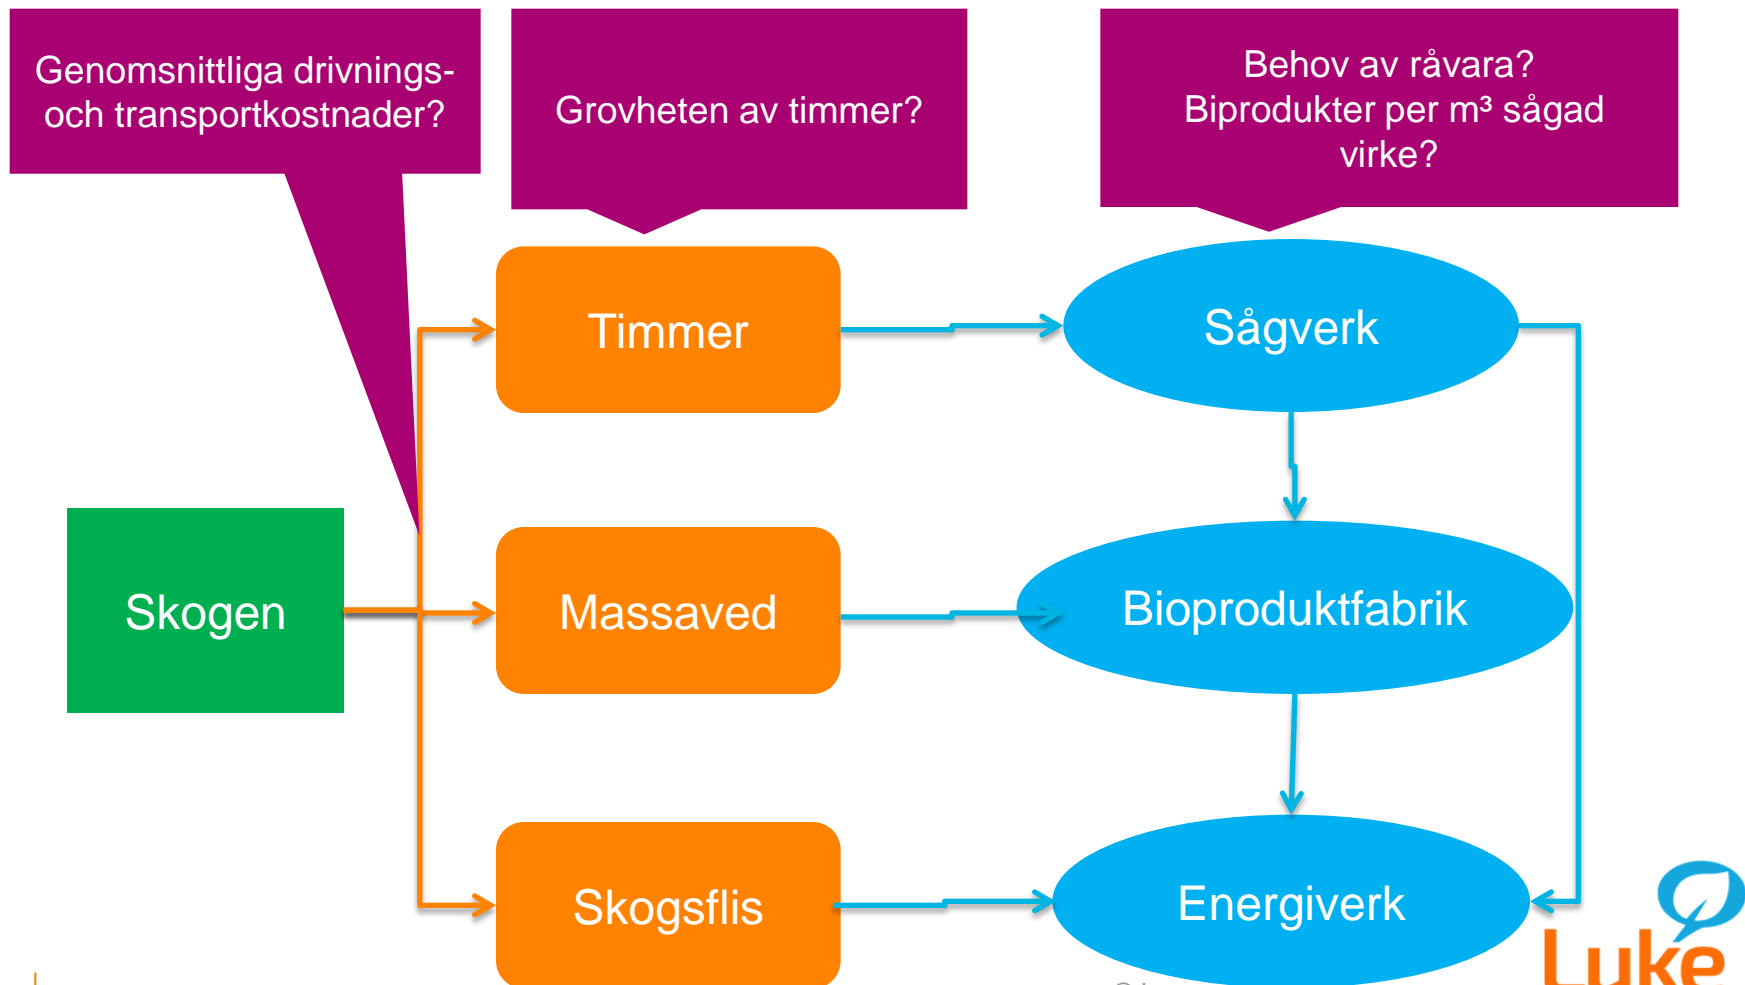 Genomsnittliga drivnings-
och transportkostnader?
Grovheten av timmer?
Behov av råvara?
Biprodukter per m³ sågad
virke?
Timmer
Sågverk
Skogen
Massaved
Bioproduktfabrik
Skogsflis
Energiverk
Luke